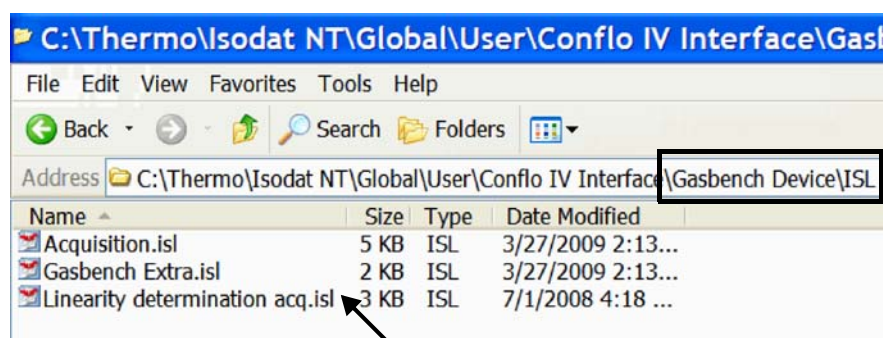 C:\Thermo\Isodat NT\Global\User\Conflo IV Interface\Gas
File Edit View Favorites Tools Help
Back Search Folders
Address C:\Thermo\Isodat NT\Global\User\Conflo IV Interface\Gasbench Device\ISL
Name Size Type Date Modified
Acquisition.isl 5 KB ISL 3/27/2009 2:13...
Gasbench Extra.isl 2 KB ISL 3/27/2009 2:13...
Linearity determination acq.isl 3 KB ISL 7/1/2008 4:18 ...